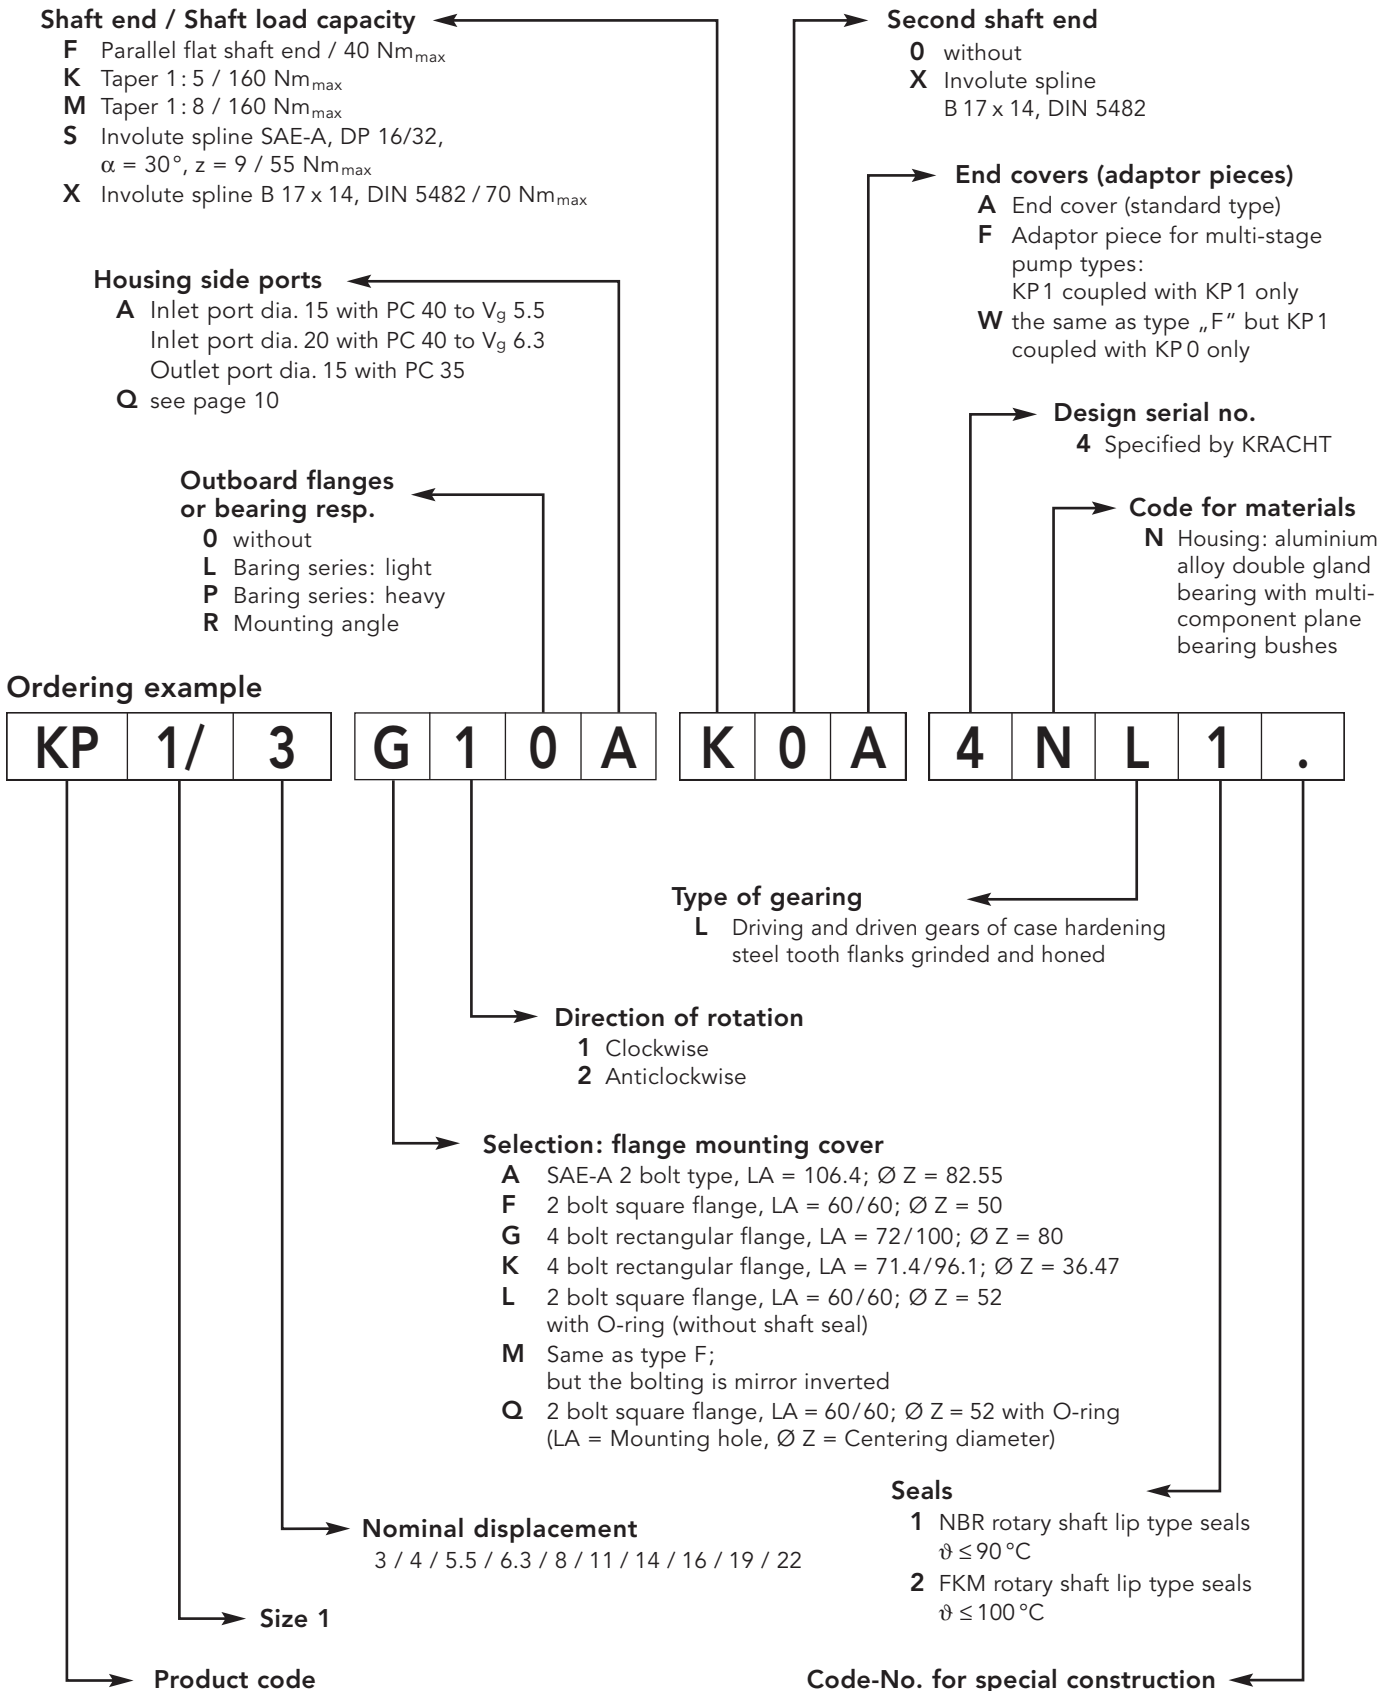 Shaft end / Shaft load capacity
F Parallel flat shaft end / 40 Nmmax
K Taper 1:5 / 160 Nmmax
M Taper 1:8 / 160 Nmmax
S Involute spline SAE-A, DP 16/32,
α = 30°, z = 9 / 55 Nmmax
X Involute spline B 17 x 14, DIN 5482 / 70 Nmmax
Second shaft end
0 without
X Involute spline
B 17 x 14, DIN 5482
End covers (adaptor pieces)
A End cover (standard type)
F Adaptor piece for multi-stage
pump types:
KP1 coupled with KP1 only
W the same as type „F“ but KP1
coupled with KP0 only
Housing side ports
A Inlet port dia. 15 with PC 40 to Vg 5.5
Inlet port dia. 20 with PC 40 to Vg 6.3
Outlet port dia. 15 with PC 35
Q see page 10
Design serial no.
4 Specified by KRACHT
Outboard flanges
or bearing resp.
0 without
L Baring series: light
P Baring series: heavy
R Mounting angle
Code for materials
N Housing: aluminium
alloy double gland
bearing with multi-
component plane
bearing bushes
Ordering example
KP 1/ 3 G 1 0 A K 0 A 4 N L 1 .
Type of gearing
L Driving and driven gears of case hardening
steel tooth flanks grinded and honed
Direction of rotation
1 Clockwise
2 Anticlockwise
Selection: flange mounting cover
A SAE-A 2 bolt type, LA = 106.4; Ø Z = 82.55
F 2 bolt square flange, LA = 60/60; Ø Z = 50
G 4 bolt rectangular flange, LA = 72/100; Ø Z = 80
K 4 bolt rectangular flange, LA = 71.4/96.1; Ø Z = 36.47
L 2 bolt square flange, LA = 60/60; Ø Z = 52
with O-ring (without shaft seal)
M Same as type F;
but the bolting is mirror inverted
Q 2 bolt square flange, LA = 60/60; Ø Z = 52 with O-ring
(LA = Mounting hole, Ø Z = Centering diameter)
Seals
1 NBR rotary shaft lip type seals
ϑ ≤ 90 °C
2 FKM rotary shaft lip type seals
ϑ ≤ 100 °C
Nominal displacement
3 / 4 / 5.5 / 6.3 / 8 / 11 / 14 / 16 / 19 / 22
Size 1
Product code
Code-No. for special construction